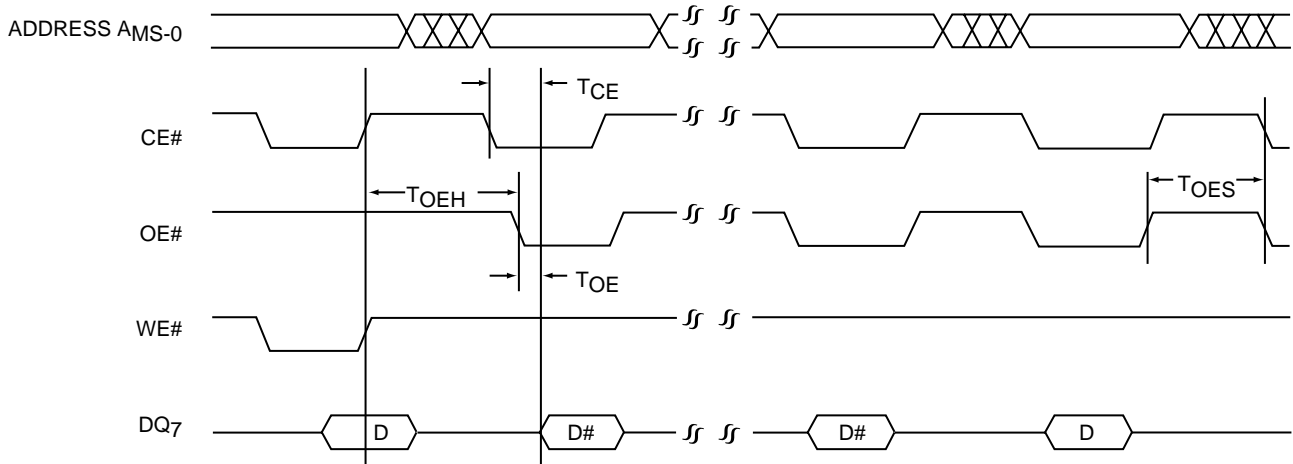 ADDRESS AMS-0
TCE
CE#
TOEH
TOES
OE#
TOE
WE#
DQ7
D
D#
D#
D